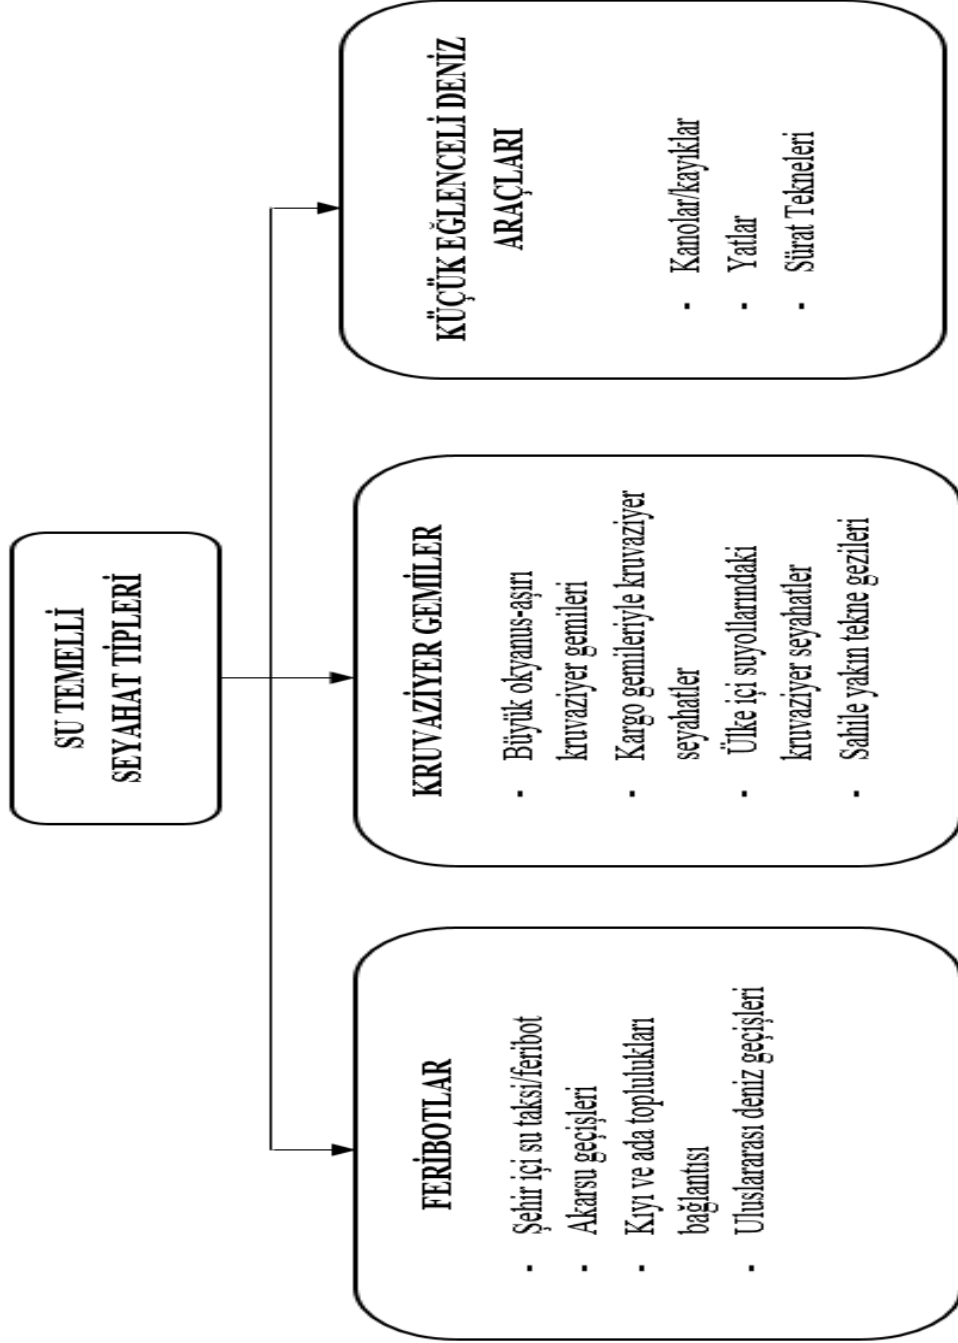 SU TEMELLİ
SEYAHAT TİPLERİ
FERİBOTLAR
- Şehir içi su taksi/feribot
- Akarsu geçişleri
- Kıyı ve ada toplulukları
bağlantısı
- Uluslararası deniz geçişleri
KRUVAZİYER GEMİLER
- Büyük okyanus-aşırı
kruvaziyer gemileri
- Kargo gemileriyle kruvaziyer
seyahatler
- Ülke içi suyollarındaki
kruvaziyer seyahatler
- Sahile yakın tekne gezileri
KÜÇÜK EĞLENCELİ DENİZ
ARAÇLARI
- Kanolar/kayıklar
- Yatlar
- Sürat Tekneleri